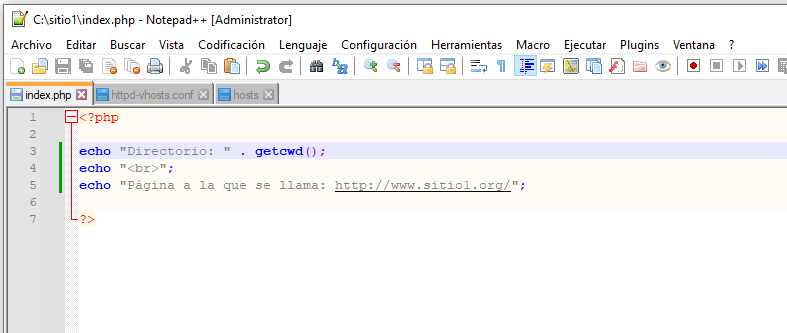 C:\sitio1\index.php - Notepad++ [Administrator]
Archivo Editar Buscar Vista Codificación Lenguaje Configuración Herramientas Macro Ejecutar Plugins Ventana ?
index.php httpd-vhosts.conf hosts
1 <?php
2
3 echo "Directorio: " . getcwd();
4 echo "<br>";
5 echo "Página a la que se llama: http://www.sitio1.org/";
6
7 ?>